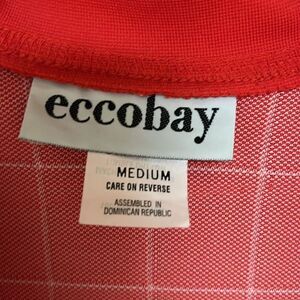 eccobay
MEDIUM
CARE ON REVERSE
ASSEMBLED IN
DOMINICAN REPUBLIC